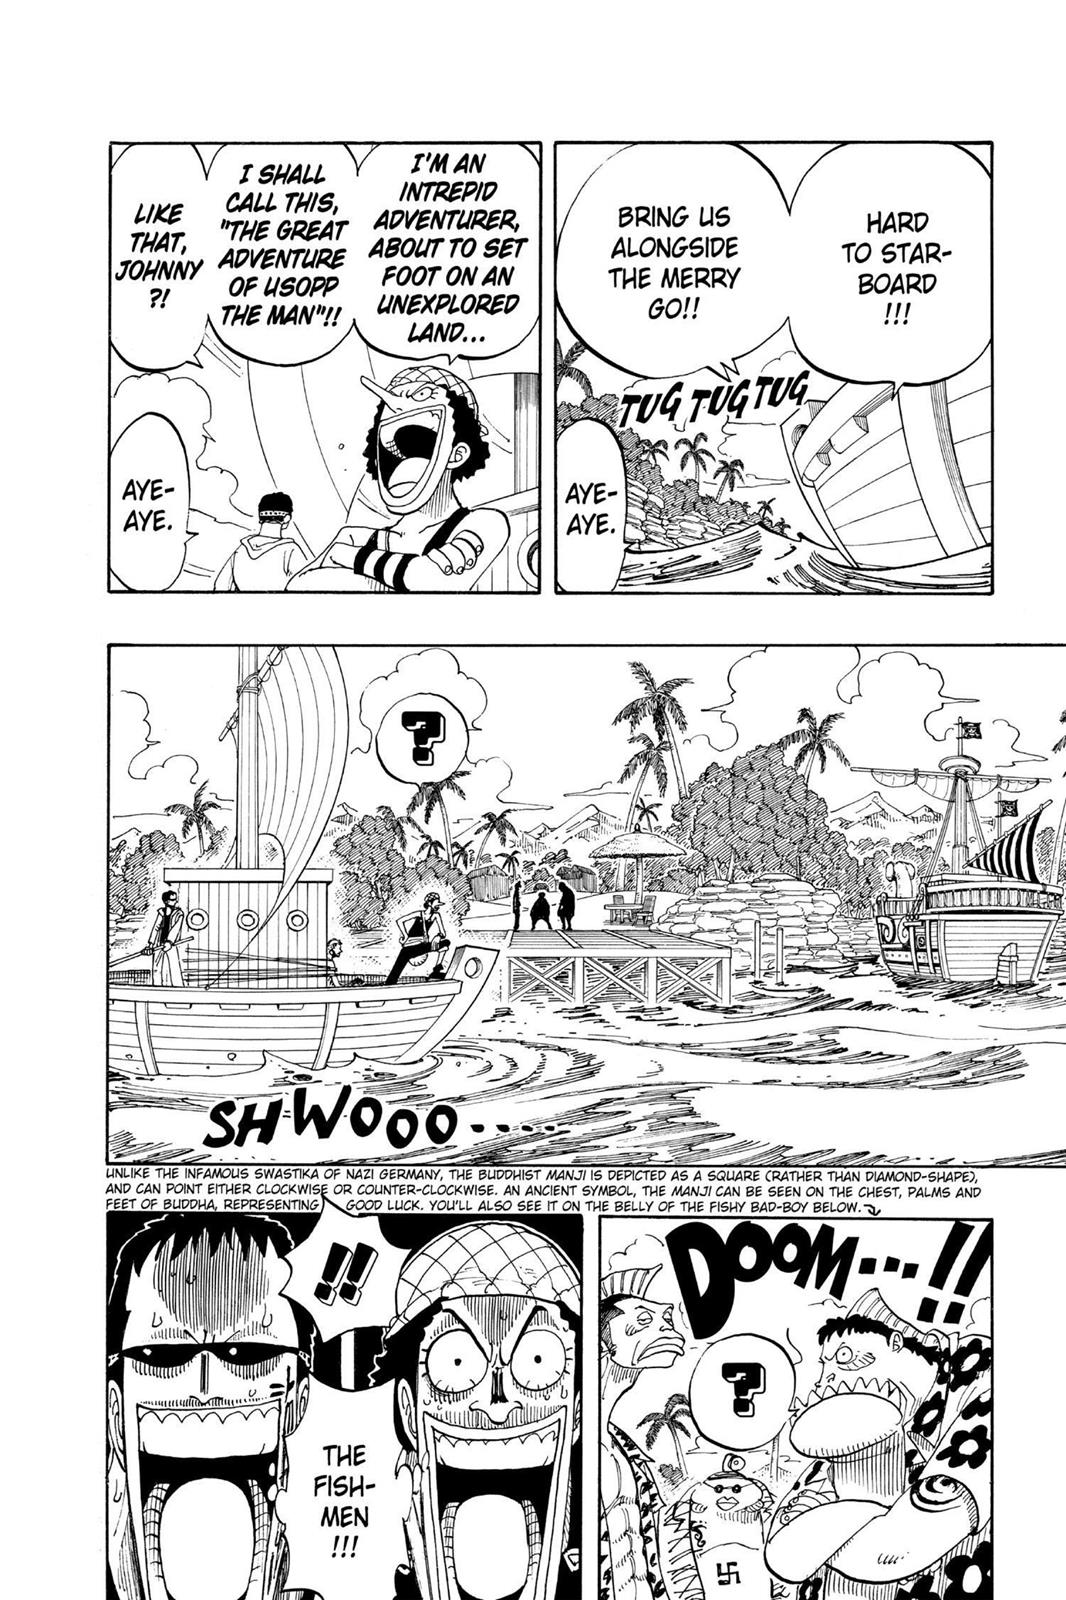 HARD
TO STAR-
BOARD
!!!
BRING US
ALONGSIDE
THE MERRY
GO!!
TUG TUG TUG
AYE-
AYE.
I'M AN
INTREPID
ADVENTURER,
ABOUT TO SET
FOOT ON AN
UNEXPLORED
LAND...
I SHALL
CALL THIS,
"THE GREAT
ADVENTURE
OF USOPP
THE MAN"!!
LIKE
THAT,
JOHNNY
?!
AYE-
AYE.
?
SHWOOO.....
UNLIKE THE INFAMOUS SWASTIKA OF NAZI GERMANY, THE BUDDHIST MANJI IS DEPICTED AS A SQUARE (RATHER THAN DIAMOND-SHAPE),
AND CAN POINT EITHER CLOCKWISE OR COUNTER-CLOCKWISE. AN ANCIENT SYMBOL, THE MANJI CAN BE SEEN ON THE CHEST, PALMS AND
FEET OF BUDDHA, REPRESENTING GOOD LUCK. YOU'LL ALSO SEE IT ON THE BELLY OF THE FISHY BAD-BOY BELOW.
DOOM...!!
?
卐
!!
THE
FISH-
MEN
!!!